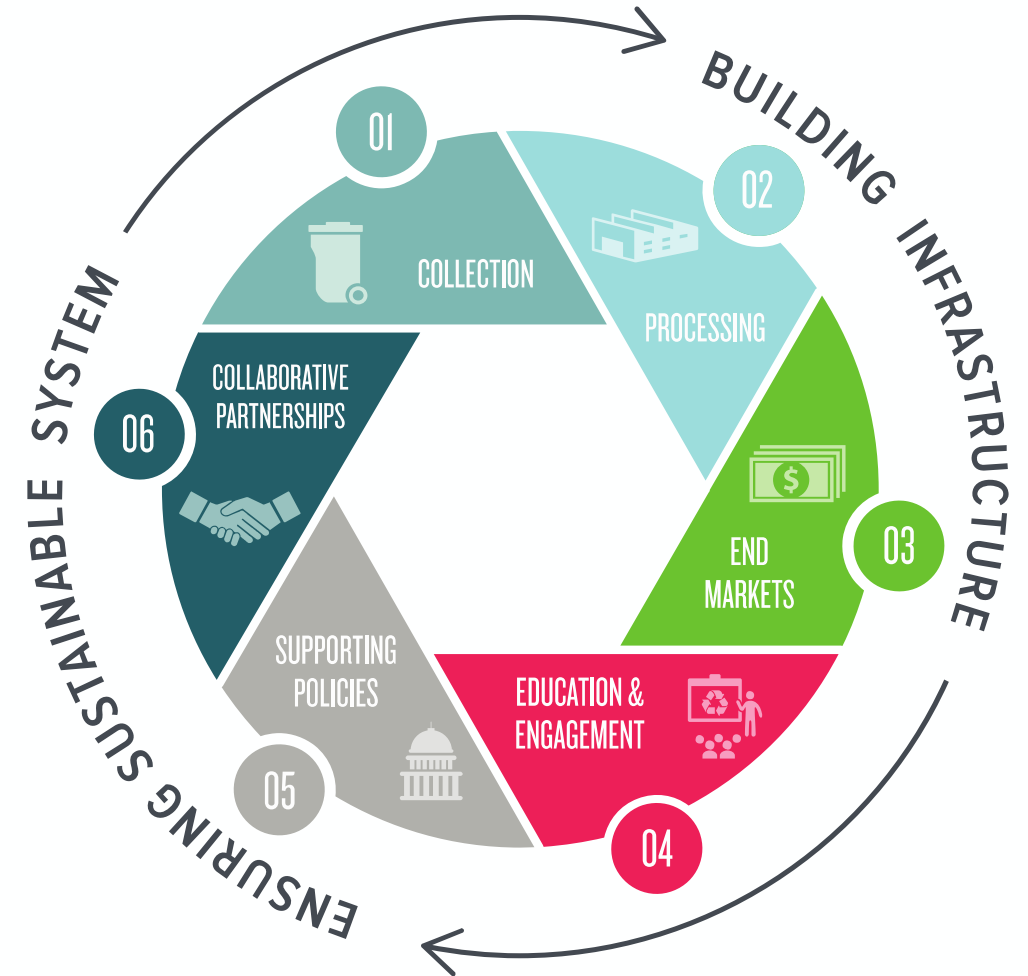 BUILDING INFRASTRUCTURE
01
COLLECTION
02
PROCESSING
03
END
MARKETS
04
EDUCATION &
ENGAGEMENT
05
SUPPORTING
POLICIES
06
COLLABORATIVE
PARTNERSHIPS
$
ENSURING SUSTAINABLE SYSTEM